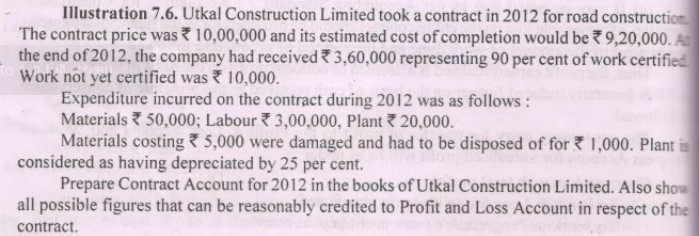 Illustration 7.6. Utkal Construction Limited took a contract in 2012 for road construction.
The contract price was ₹ 10,00,000 and its estimated cost of completion would be ₹ 9,20,000. At
the end of 2012, the company had received ₹ 3,60,000 representing 90 per cent of work certified.
Work not yet certified was ₹ 10,000.
Expenditure incurred on the contract during 2012 was as follows :
Materials ₹ 50,000; Labour ₹ 3,00,000, Plant ₹ 20,000.
Materials costing ₹ 5,000 were damaged and had to be disposed of for ₹ 1,000. Plant is
considered as having depreciated by 25 per cent.
Prepare Contract Account for 2012 in the books of Utkal Construction Limited. Also show
all possible figures that can be reasonably credited to Profit and Loss Account in respect of the
contract.